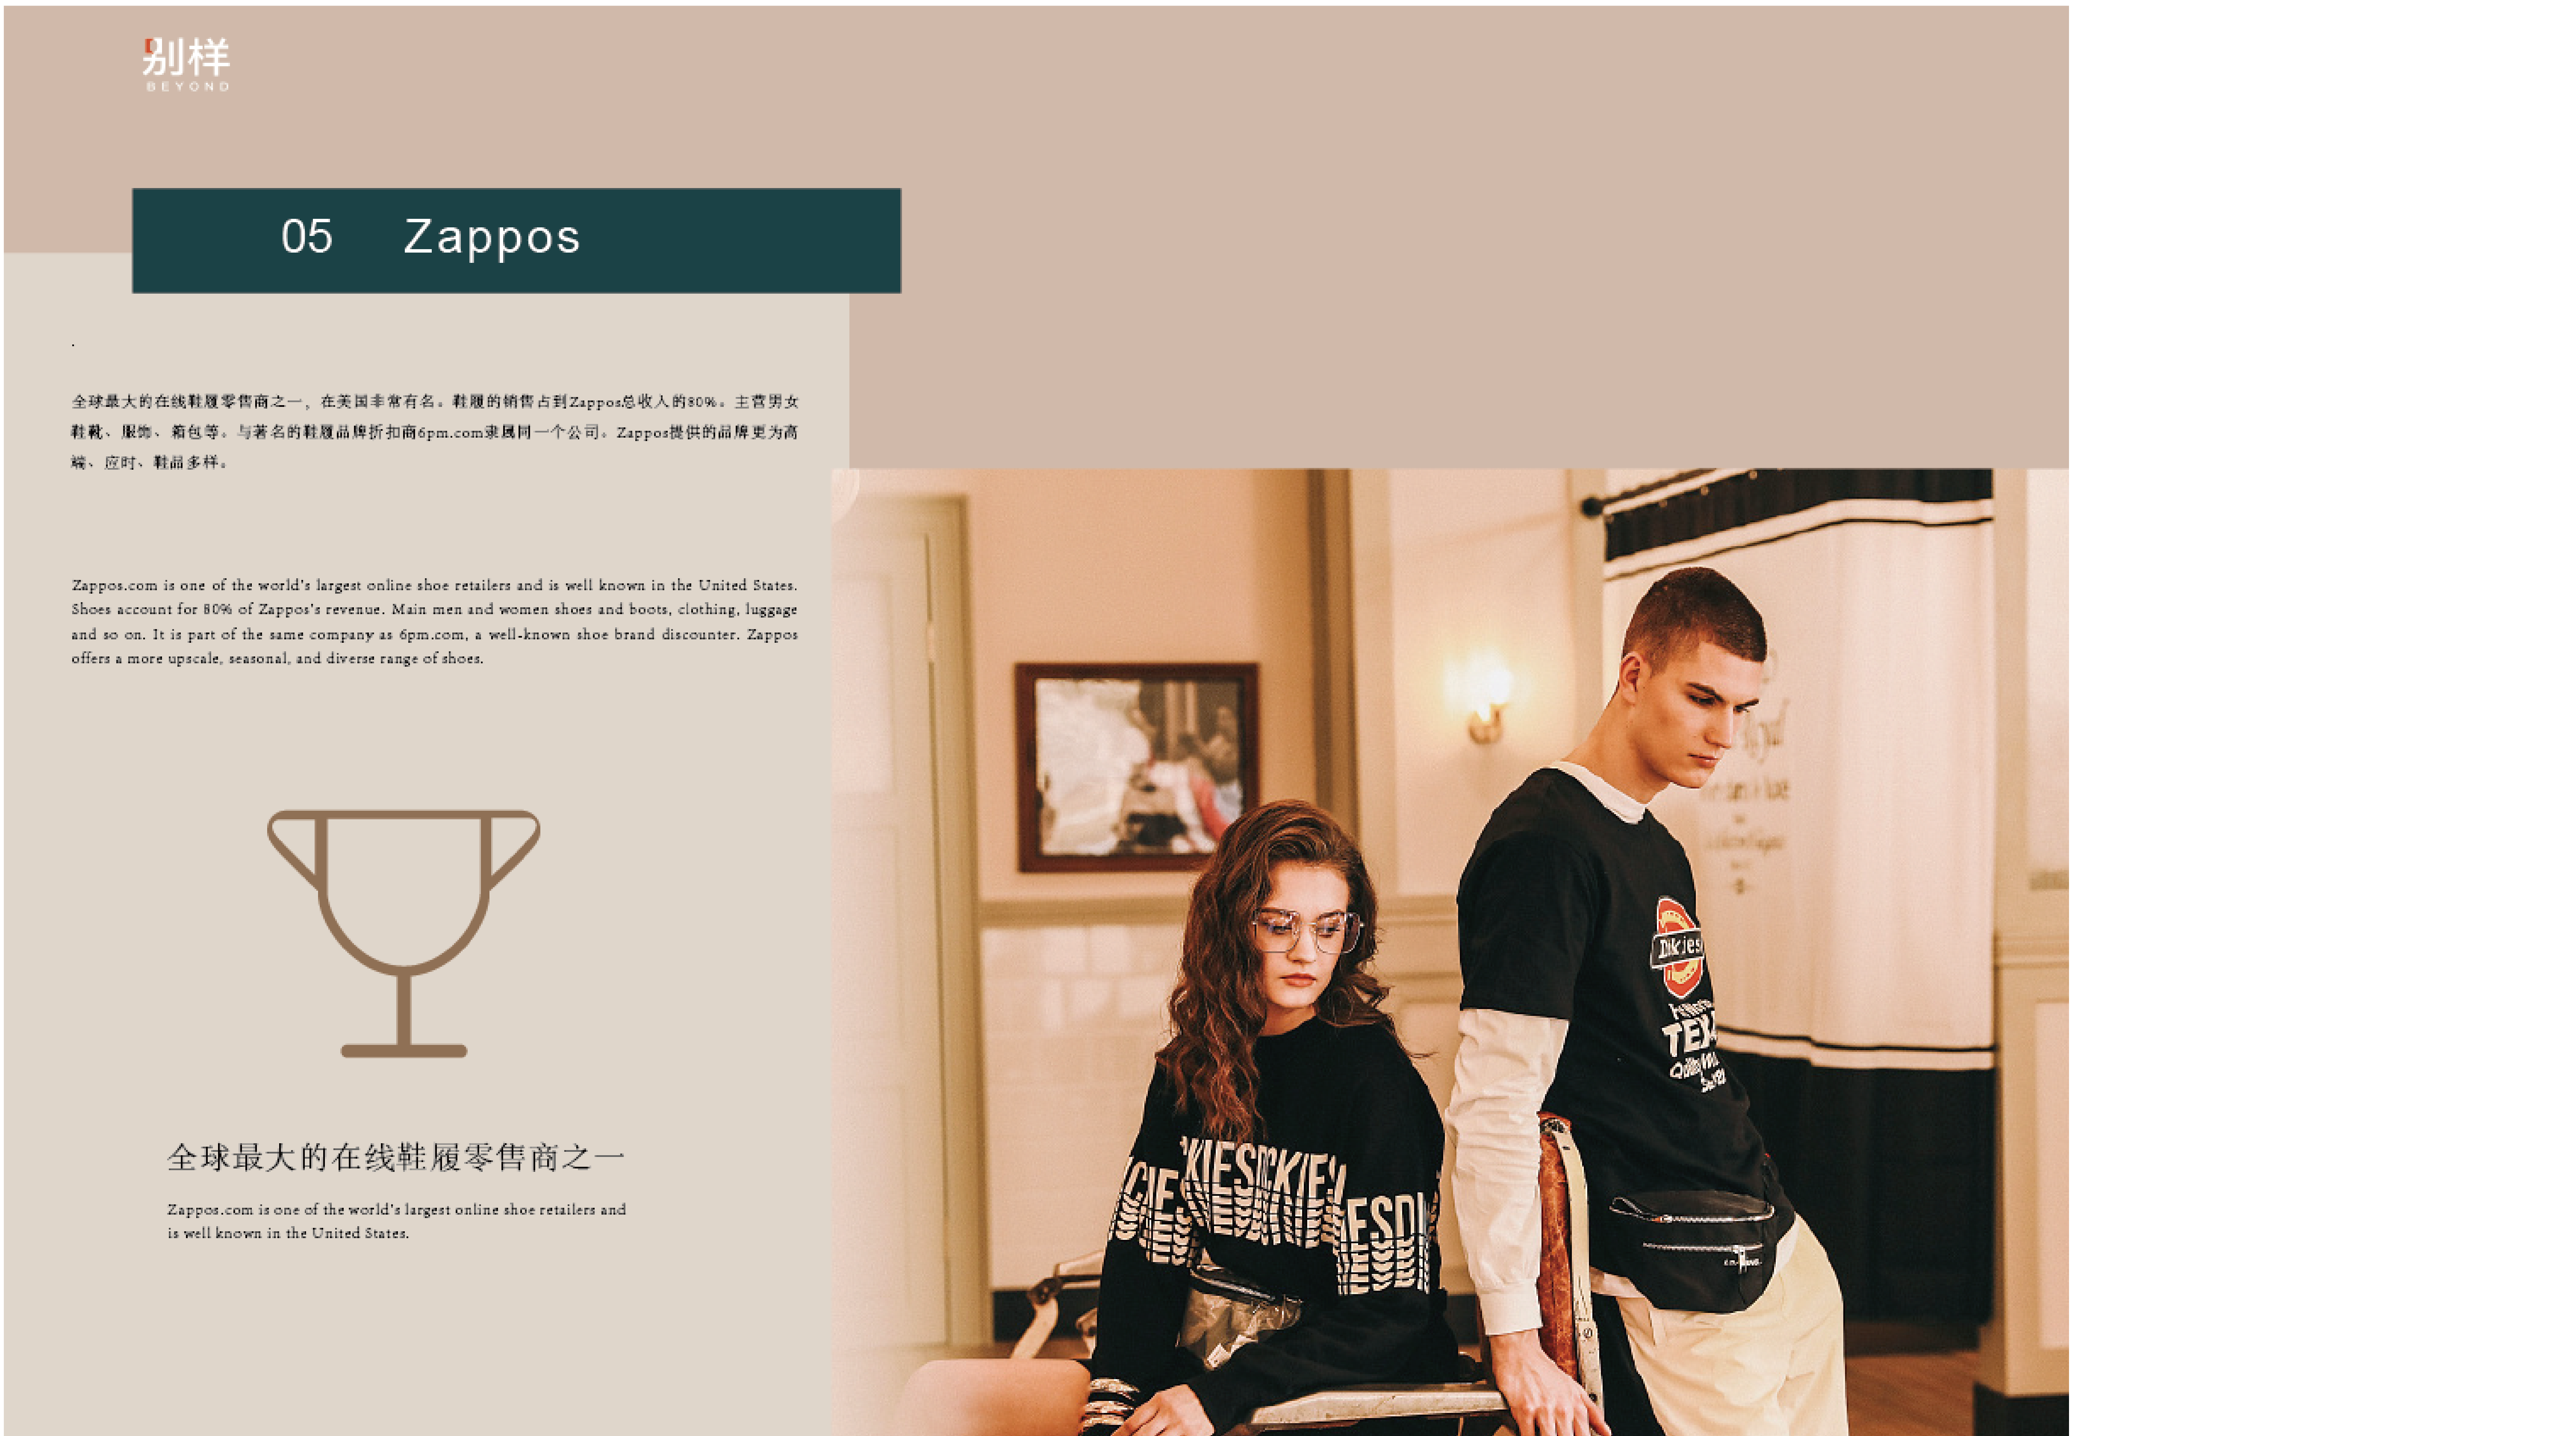 别样
BEYOND
05 Zappos
.
全球最大的在线鞋履零售商之一，在美国非常有名。鞋履的销售占到Zappos总收入的80%。主营男女
鞋靴、服饰、箱包等。与著名的鞋履品牌折扣商6pm.com隶属同一个公司。Zappos提供的品牌更为高
端、应时、鞋品多样。
Zappos.com is one of the world's largest online shoe retailers and is well known in the United States.
Shoes account for 80% of Zappos's revenue. Main men and women shoes and boots, clothing, luggage
and so on. It is part of the same company as 6pm.com, a well-known shoe brand discounter. Zappos
offers a more upscale, seasonal, and diverse range of shoes.
全球最大的在线鞋履零售商之一
Zappos.com is one of the world's largest online shoe retailers and
is well known in the United States.
Dickies